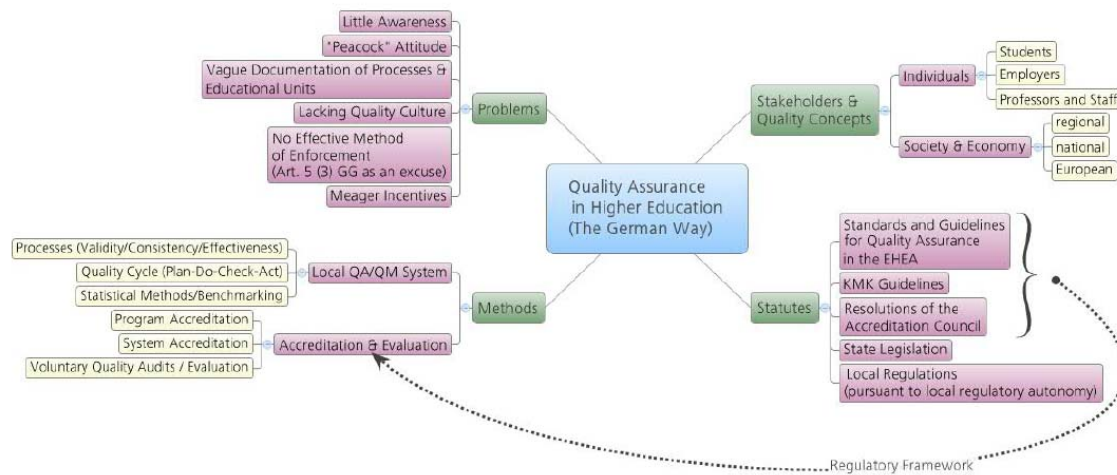 Little Awareness
"Peacock" Attitude
Vague Documentation of Processes &
Educational Units
Lacking Quality Culture
No Effective Method
of Enforcement
(Art. 5 (3) GG as an excuse)
Meager Incentives
Problems
Processes (Validity/Consistency/Effectiveness)
Quality Cycle (Plan-Do-Check-Act)
Statistical Methods/Benchmarking
Local QA/QM System
Program Accreditation
System Accreditation
Voluntary Quality Audits / Evaluation
Accreditation & Evaluation
Methods
Quality Assurance
in Higher Education
(The German Way)
Stakeholders &
Quality Concepts
Individuals
Students
Employers
Professors and Staff
Society & Economy
regional
national
European
Statutes
Standards and Guidelines
for Quality Assurance
in the EHEA
KMK Guidelines
Resolutions of the
Accreditation Council
State Legislation
Local Regulations
(pursuant to local regulatory autonomy)
Regulatory Framework